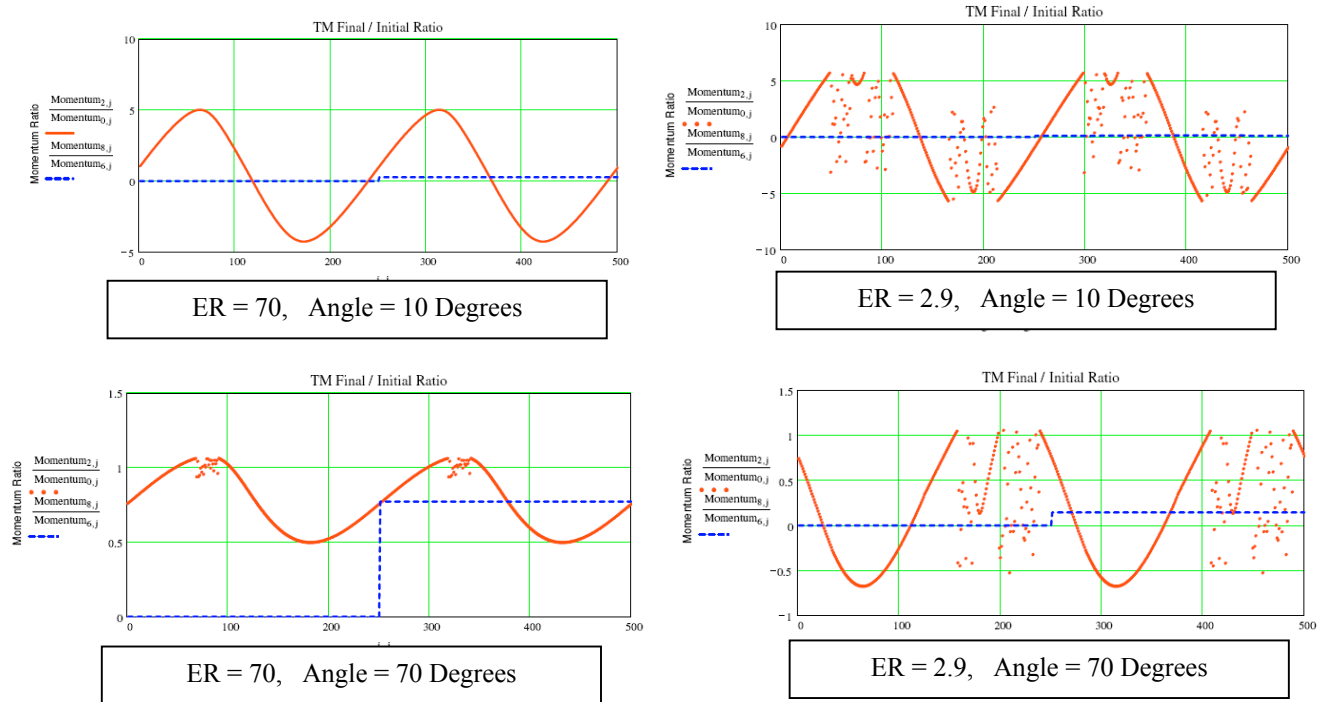 TM Final / Initial Ratio
Momentum Ratio
Momentum2,j
Momentum0,j
Momentum8,j
Momentum6,j
10
5
0
−5
0 100 200 300 400 500
ER = 70, Angle = 10 Degrees
TM Final / Initial Ratio
Momentum Ratio
Momentum2,j
Momentum0,j
Momentum8,j
Momentum6,j
10
5
0
−5
−10
0 100 200 300 400 500
ER = 2.9, Angle = 10 Degrees
TM Final / Initial Ratio
Momentum Ratio
Momentum2,j
Momentum0,j
Momentum8,j
Momentum6,j
1.5
1
0.5
0
0 100 200 300 400 500
ER = 70, Angle = 70 Degrees
TM Final / Initial Ratio
Momentum Ratio
Momentum2,j
Momentum0,j
Momentum8,j
Momentum6,j
1.5
1
0.5
0
−0.5
−1
0 100 200 300 400 500
ER = 2.9, Angle = 70 Degrees